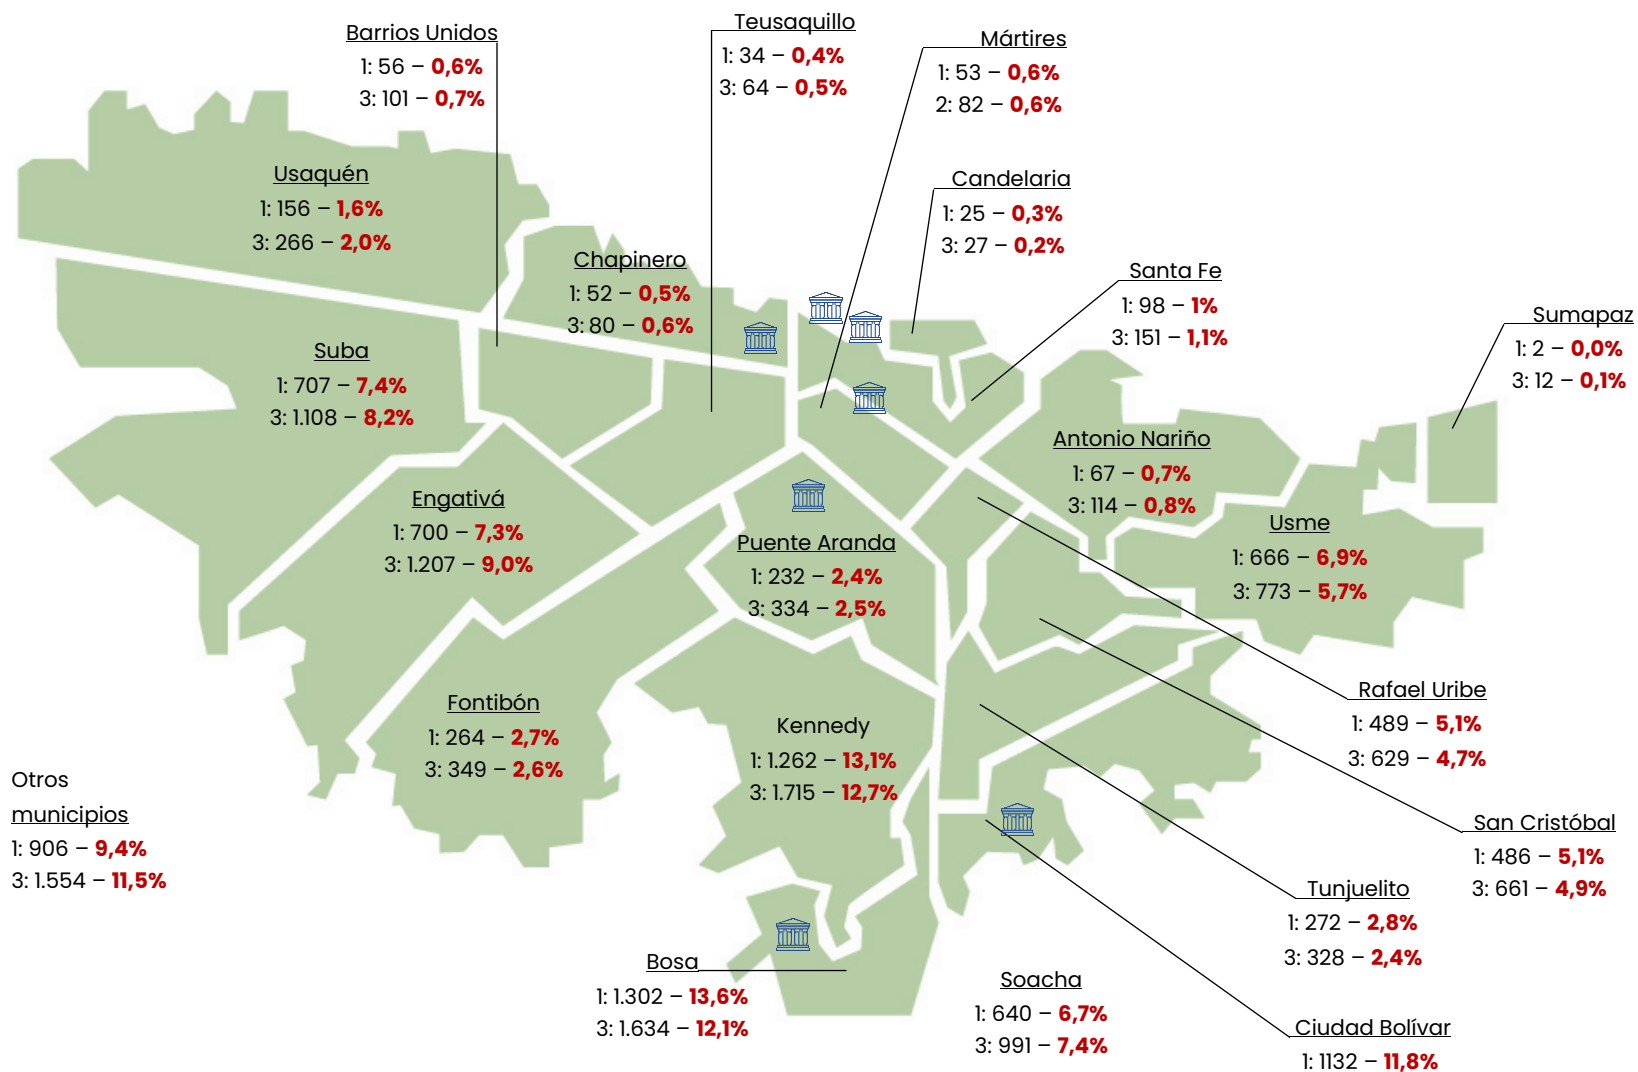 Teusaquillo
1: 34 – 0,4%
3: 64 – 0,5%
Barrios Unidos
1: 56 – 0,6%
3: 101 – 0,7%
Mártires
1: 53 – 0,6%
2: 82 – 0,6%
Usaquén
1: 156 – 1,6%
3: 266 – 2,0%
Candelaria
1: 25 – 0,3%
3: 27 – 0,2%
Chapinero
1: 52 – 0,5%
3: 80 – 0,6%
Santa Fe
1: 98 – 1%
3: 151 – 1,1%
Sumapaz
1: 2 – 0,0%
3: 12 – 0,1%
Suba
1: 707 – 7,4%
3: 1.108 – 8,2%
Antonio Nariño
1: 67 – 0,7%
3: 114 – 0,8%
Engativá
1: 700 – 7,3%
3: 1.207 – 9,0%
Usme
1: 666 – 6,9%
3: 773 – 5,7%
Puente Aranda
1: 232 – 2,4%
3: 334 – 2,5%
Fontibón
1: 264 – 2,7%
3: 349 – 2,6%
Kennedy
1: 1.262 – 13,1%
3: 1.715 – 12,7%
Rafael Uribe
1: 489 – 5,1%
3: 629 – 4,7%
Otros
municipios
1: 906 – 9,4%
3: 1.554 – 11,5%
San Cristóbal
1: 486 – 5,1%
3: 661 – 4,9%
Tunjuelito
1: 272 – 2,8%
3: 328 – 2,4%
Bosa
1: 1.302 – 13,6%
3: 1.634 – 12,1%
Soacha
1: 640 – 6,7%
3: 991 – 7,4%
Ciudad Bolívar
1: 1132 – 11,8%